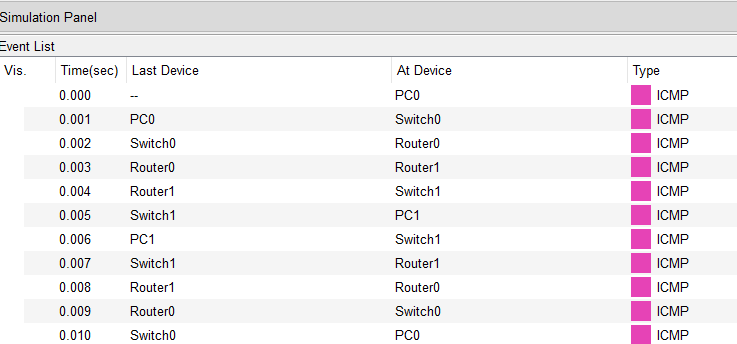 Simulation Panel
Event List
Vis. Time(sec) Last Device At Device Type
0.000 -- PC0 ICMP
0.001 PC0 Switch0 ICMP
0.002 Switch0 Router0 ICMP
0.003 Router0 Router1 ICMP
0.004 Router1 Switch1 ICMP
0.005 Switch1 PC1 ICMP
0.006 PC1 Switch1 ICMP
0.007 Switch1 Router1 ICMP
0.008 Router1 Router0 ICMP
0.009 Router0 Switch0 ICMP
0.010 Switch0 PC0 ICMP